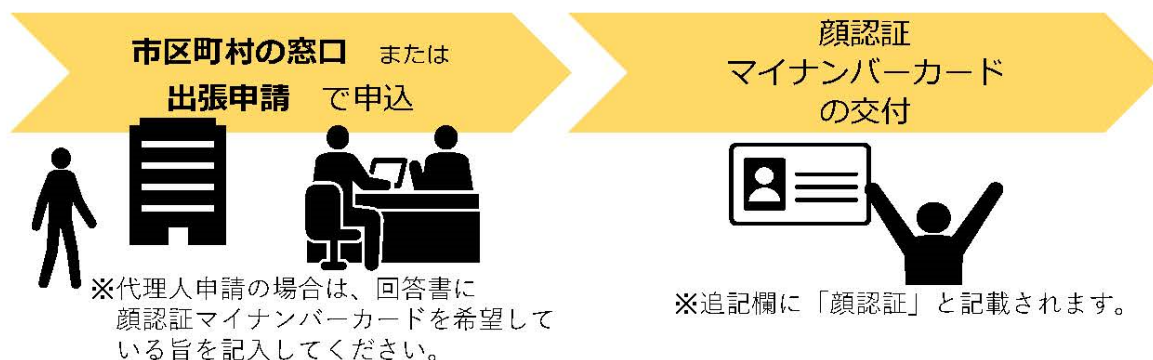 市区町村の窓口 または
出張申請 で申込
※代理人申請の場合は、回答書に
顔認証マイナンバーカードを希望して
いる旨を記入してください。
顔認証
マイナンバーカード
の交付
※追記欄に「顔認証」と記載されます。